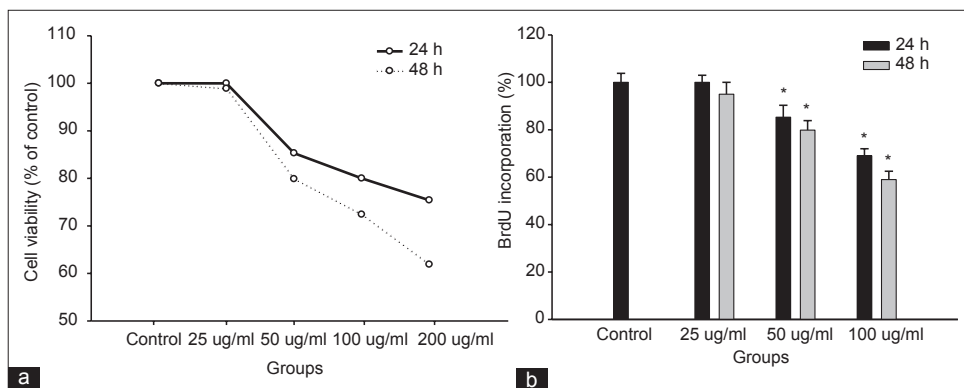 110
100
90
80
70
60
50
Cell viability (% of control)
24 h
48 h
Control 25 ug/ml 50 ug/ml 100 ug/ml 200 ug/ml
Groups
a
120
100
80
60
40
20
0
BrdU incorporation (%)
24 h
48 h
* *
* *
Control 25 ug/ml 50 ug/ml 100 ug/ml
Groups
b